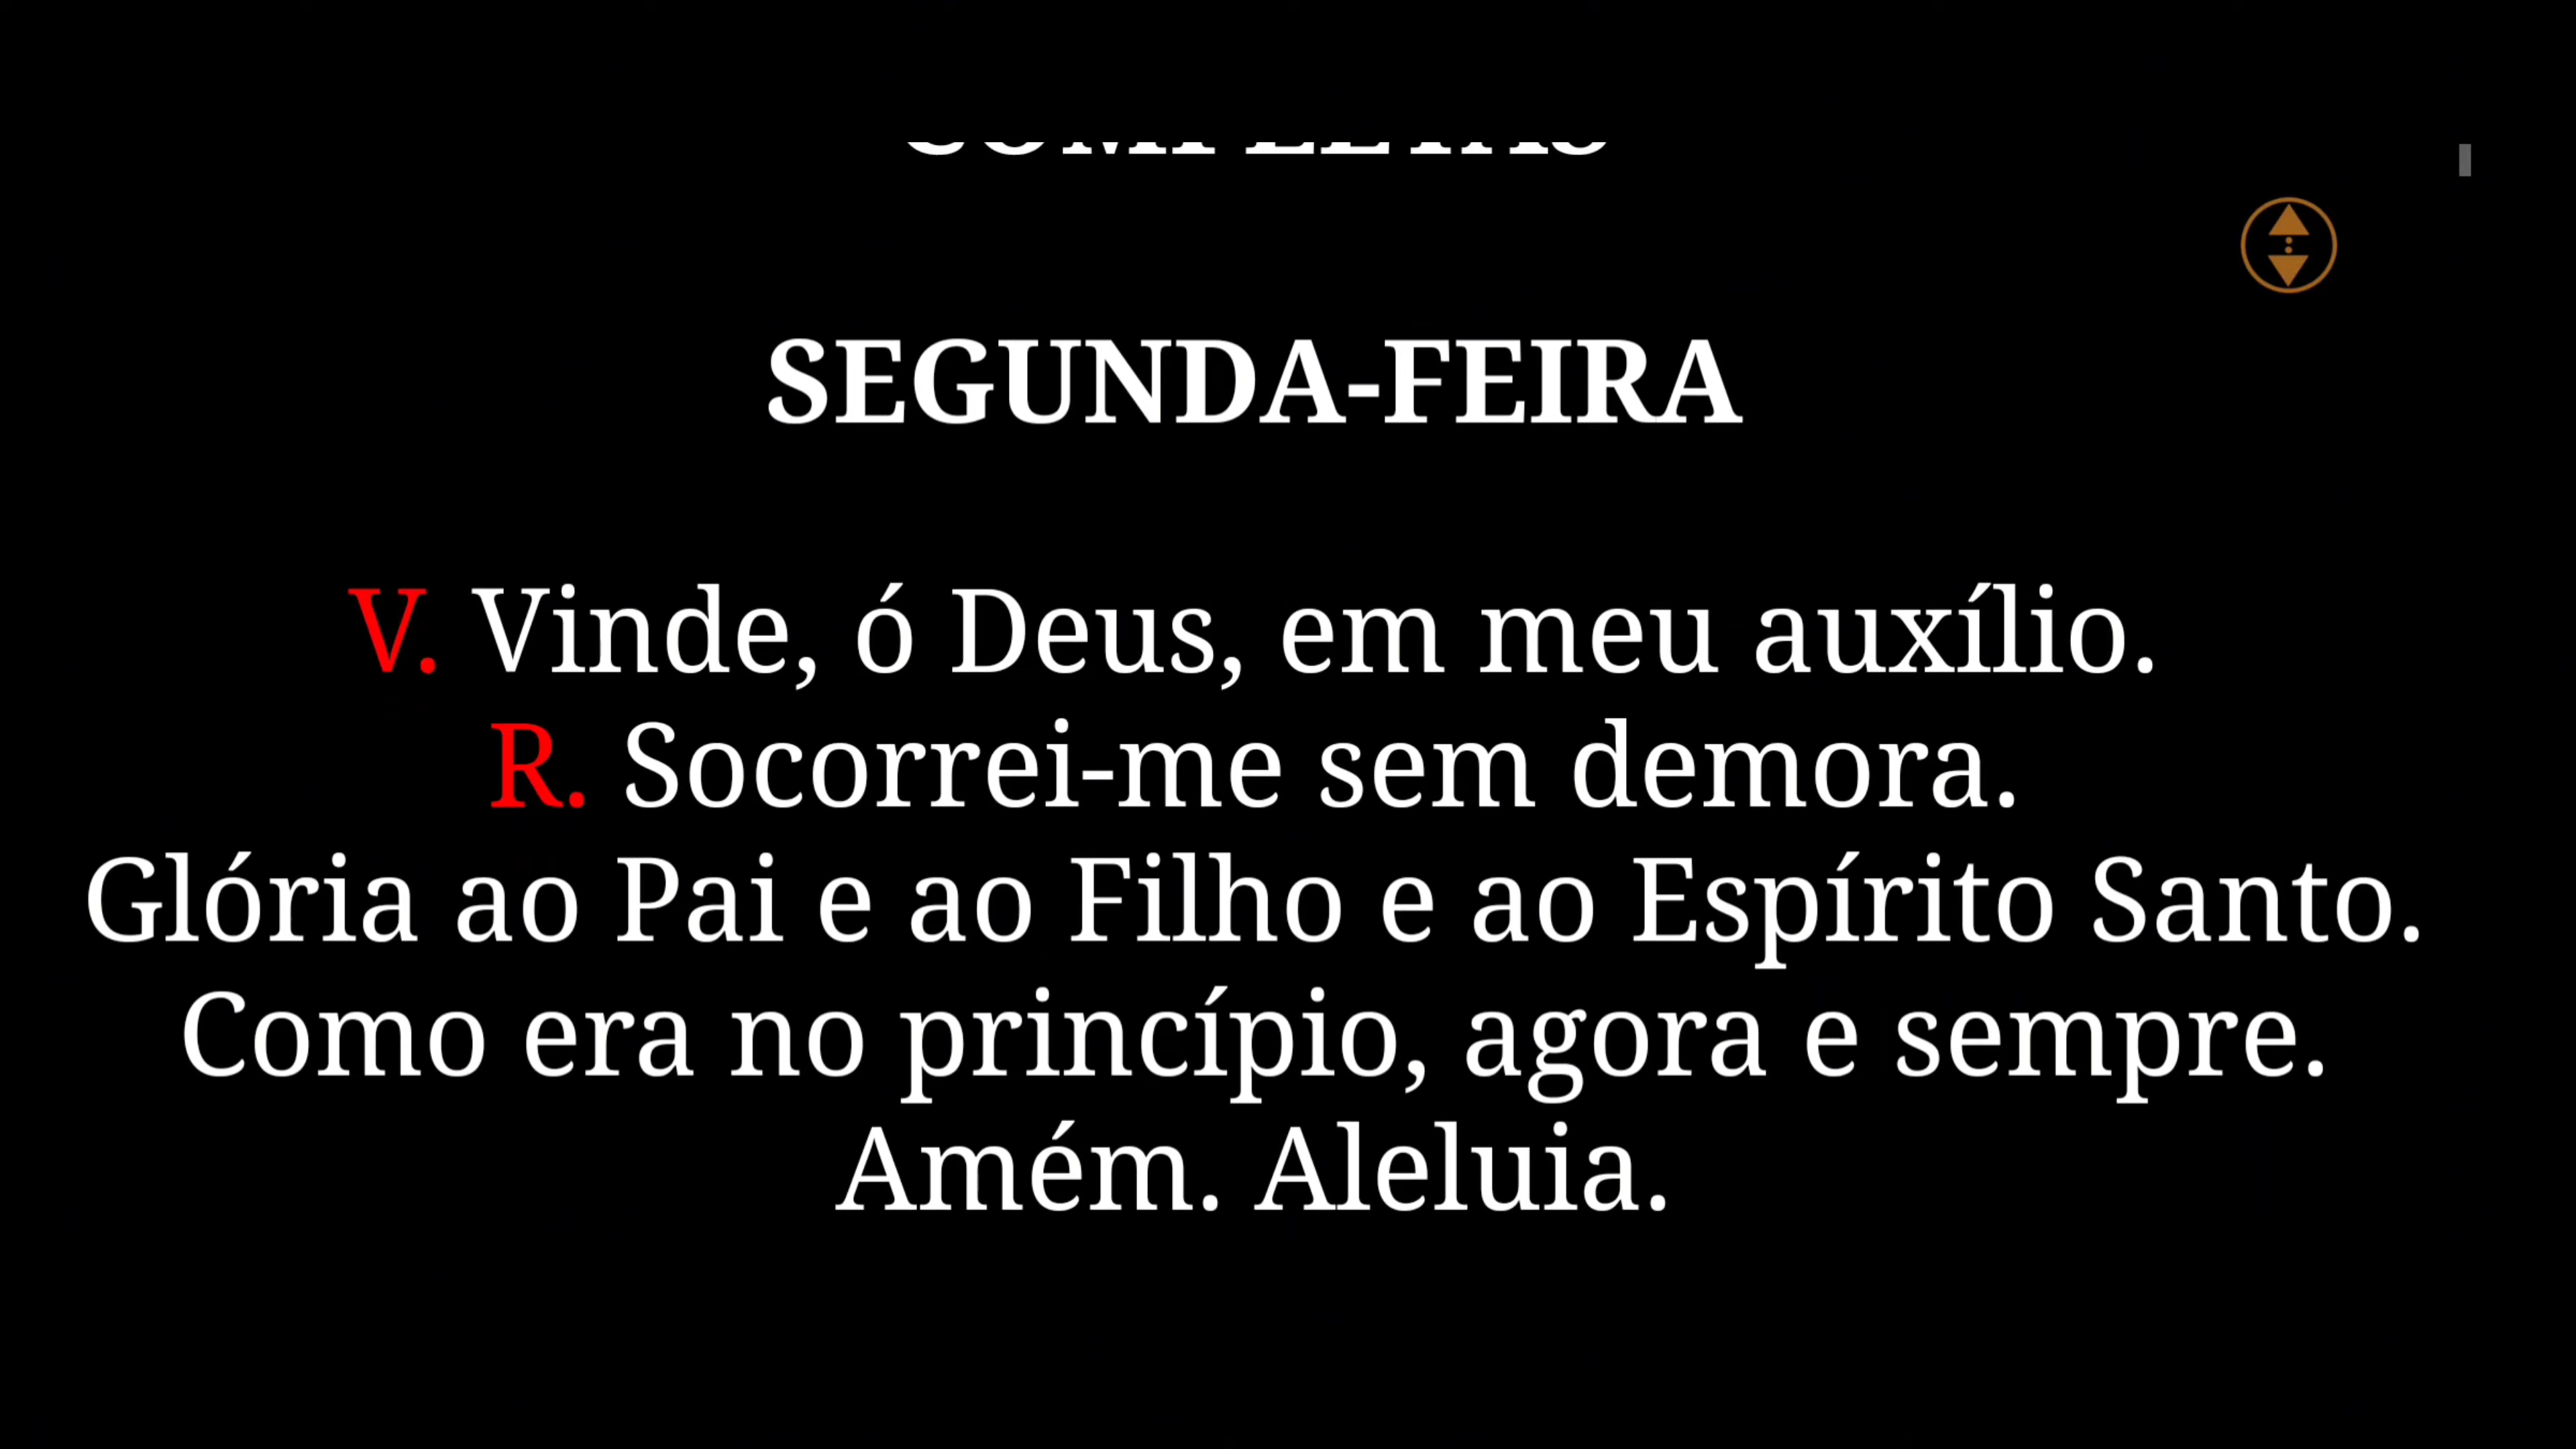 COMPLETAS
SEGUNDA-FEIRA
V. Vinde, ó Deus, em meu auxílio.
R. Socorrei-me sem demora.
Glória ao Pai e ao Filho e ao Espírito Santo.
Como era no princípio, agora e sempre.
Amém. Aleluia.